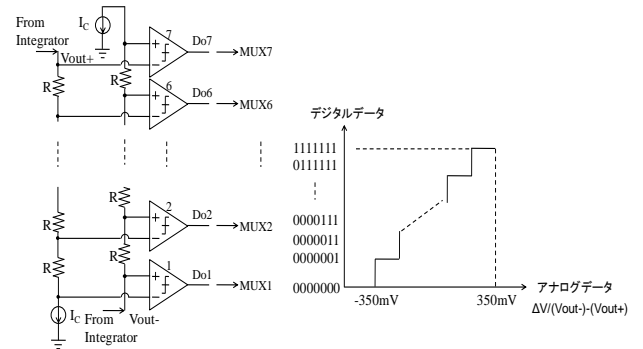 From
Integrator
I_C
Vout+
R
R
7
Do7
MUX7
6
Do6
MUX6
R
R
R
R
2
Do2
MUX2
1
Do1
MUX1
I_C
From
Integrator
Vout-
デジタルデータ
1111111
0111111
0000111
0000011
0000001
0000000
-350mV
350mV
アナログデータ
ΔV/(Vout-)-(Vout+)